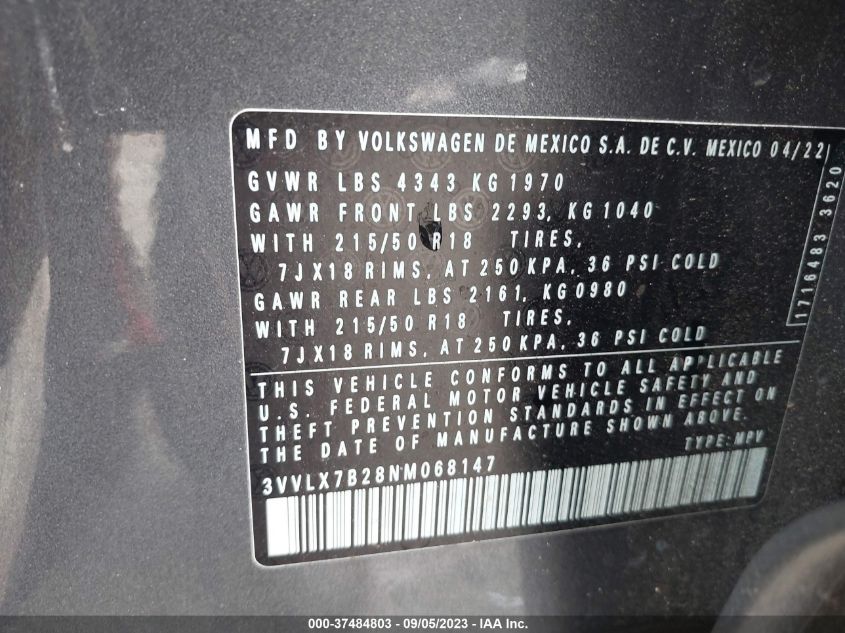 MFD BY VOLKSWAGEN DE MEXICO S.A. DE C.V. MEXICO 04/22
GVWR LBS 4343 KG 1970
GAWR FRONT LBS 2293, KG 1040
WITH 215/50 R18 TIRES,
7JX18 RIMS, AT 250 KPA, 36 PSI COLD
GAWR REAR LBS 2161, KG 0980
WITH 215/50 R18 TIRES,
7JX18 RIMS, AT 250 KPA, 36 PSI COLD
1716483 3620
THIS VEHICLE CONFORMS TO ALL APPLICABLE
U.S. FEDERAL MOTOR VEHICLE SAFETY AND
THEFT PREVENTION STANDARDS IN EFFECT ON
THE DATE OF MANUFACTURE SHOWN ABOVE.
TYPE: MPV
3VVLX7B28NM068147
000-37484803 - 09/05/2023 - IAA Inc.